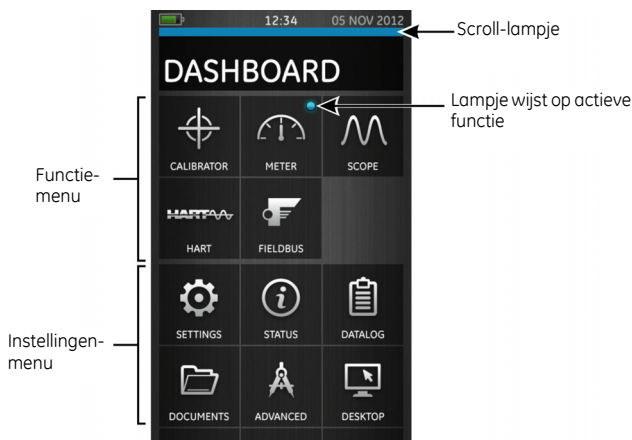 12:34 05 NOV 2012
Scroll-lampje
DASHBOARD
Lampje wijst op actieve
functie
CALIBRATOR METER SCOPE
Functie-
menu
HART
HART FIELDBUS
SETTINGS STATUS DATALOG
Instellingen-
menu
DOCUMENTS ADVANCED DESKTOP